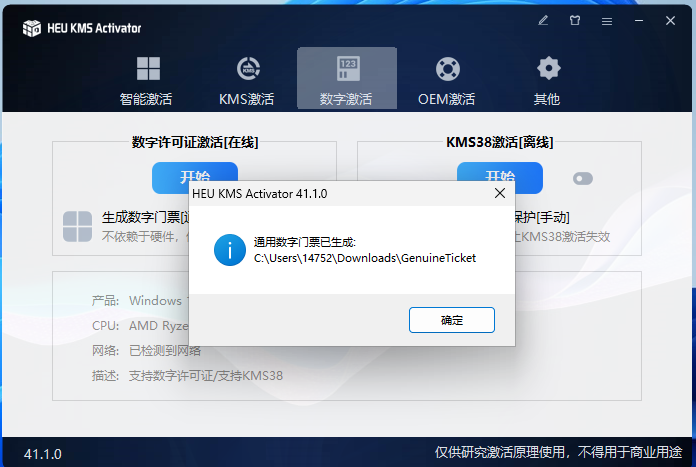 HEU KMS Activator
智能激活
KMS激活
123
数字激活
OEM激活
其他
数字许可证激活[在线]
KMS38激活[离线]
开始
开始
HEU KMS Activator 41.1.0
生成数字门票[
保护[手动]
不依赖于硬件,
KMS38激活失效
通用数字门票已生成:
C:\Users\14752\Downloads\GenuineTicket
确定
产品: Windows
CPU: AMD Ryze
网络: 已检测到网络
描述: 支持数字许可证/支持KMS38
41.1.0
仅供研究激活原理使用，不得用于商业用途